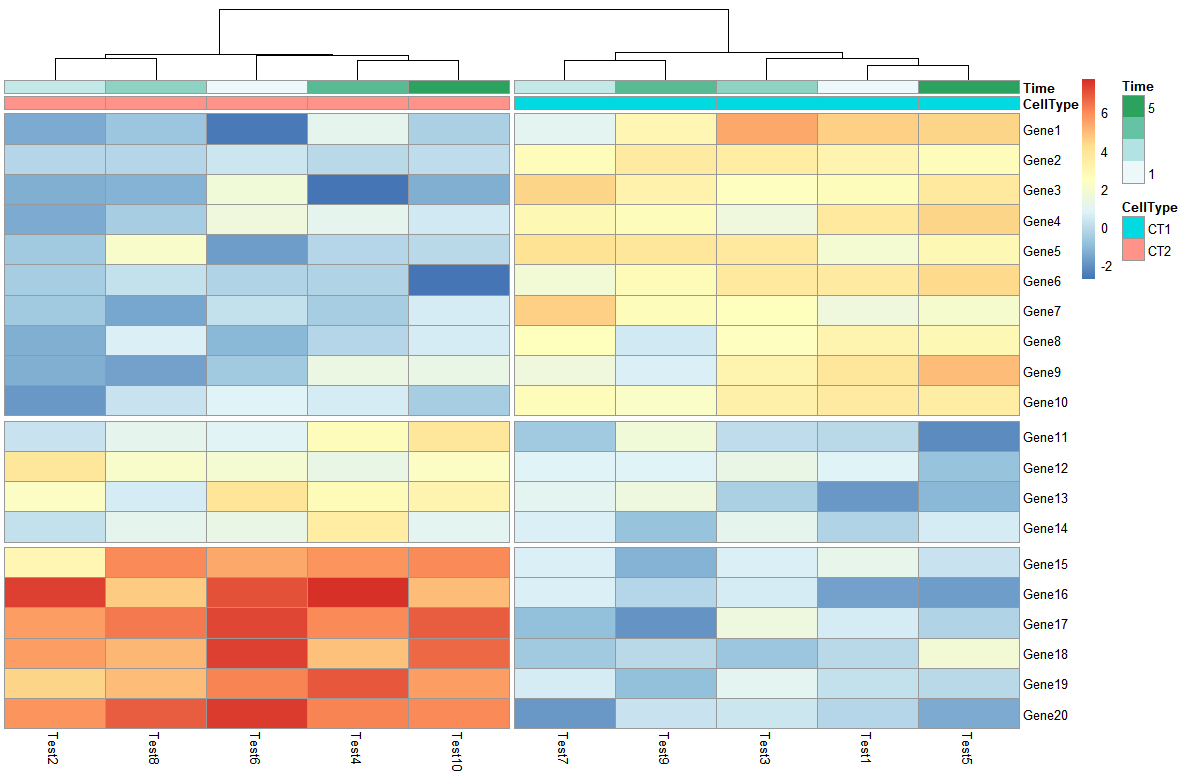 Time
CellType
Gene1
Gene2
Gene3
Gene4
Gene5
Gene6
Gene7
Gene8
Gene9
Gene10
Gene11
Gene12
Gene13
Gene14
Gene15
Gene16
Gene17
Gene18
Gene19
Gene20
Test2
Test8
Test6
Test4
Test10
Test7
Test9
Test3
Test1
Test5
6
4
2
0
-2
Time
5
1
CellType
CT1
CT2